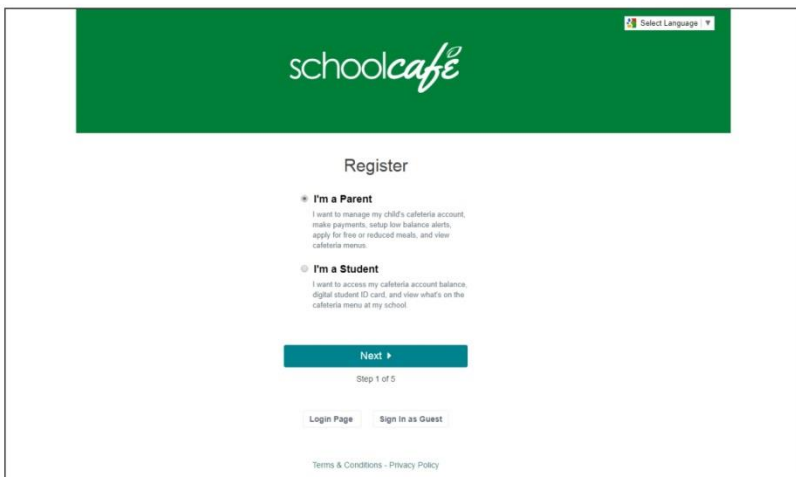 Select Language ▼
schoolcafé
Register
I'm a Parent
I want to manage my child's cafeteria account,
make payments, setup low balance alerts,
apply for free or reduced meals, and view
cafeteria menus.
I'm a Student
I want to access my cafeteria account balance,
digital student ID card, and view what's on the
cafeteria menu at my school.
Next
Step 1 of 5
Login Page Sign In as Guest
Terms & Conditions - Privacy Policy